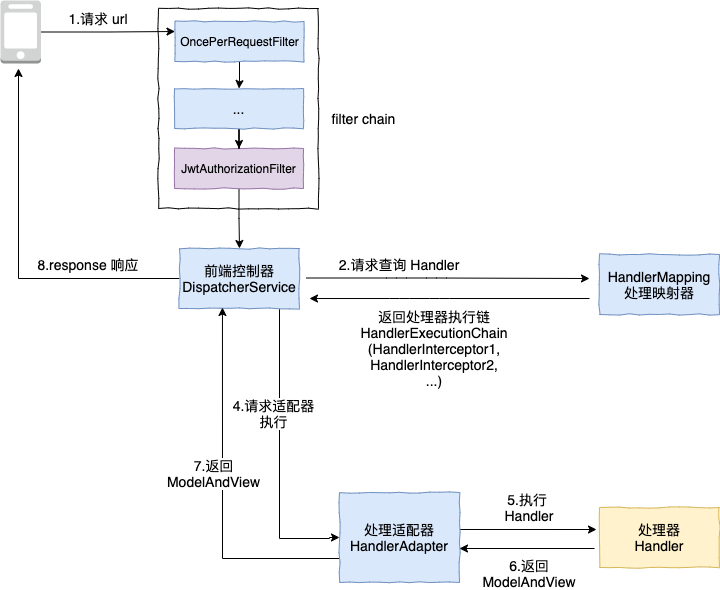 1.请求 url
OncePerRequestFilter
...
filter chain
JwtAuthorizationFilter
8.response 响应
前端控制器
DispatcherService
2.请求查询 Handler
HandlerMapping
处理映射器
返回处理器执行链
HandlerExecutionChain
(HandlerInterceptor1,
HandlerInterceptor2,
...)
4.请求适配器
执行
7.返回
ModelAndView
处理适配器
HandlerAdapter
5.执行
Handler
处理器
Handler
6.返回
ModelAndView